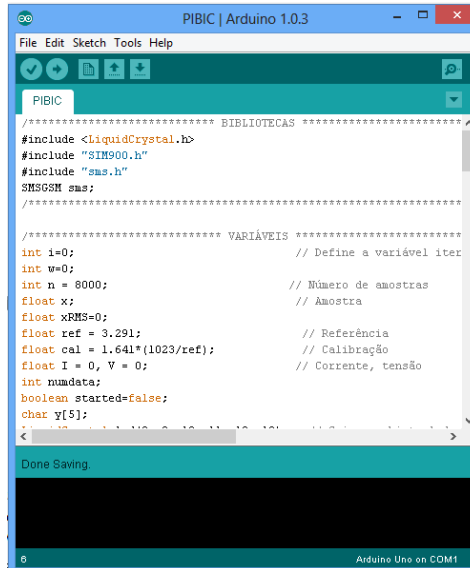 PIBIC | Arduino 1.0.3
File Edit Sketch Tools Help
PIBIC
/**************************** BIBLIOTECAS ************************
#include <LiquidCrystal.h>
#include "SIM900.h"
#include "sms.h"
SMSGSM sms;
/*****************************************************************
/***************************** VARIÁVEIS *************************
int i=0; // Define a variável iter
int w=0;
int n = 8000; // Número de amostras
float x; // Amostra
float xRMS=0;
float ref = 3.291; // Referência
float cal = 1.641*(1023/ref); // Calibração
float I = 0, V = 0; // Corrente, tensão
int numdata;
boolean started=false;
char y[5];
Done Saving.
6 Arduino Uno on COM1